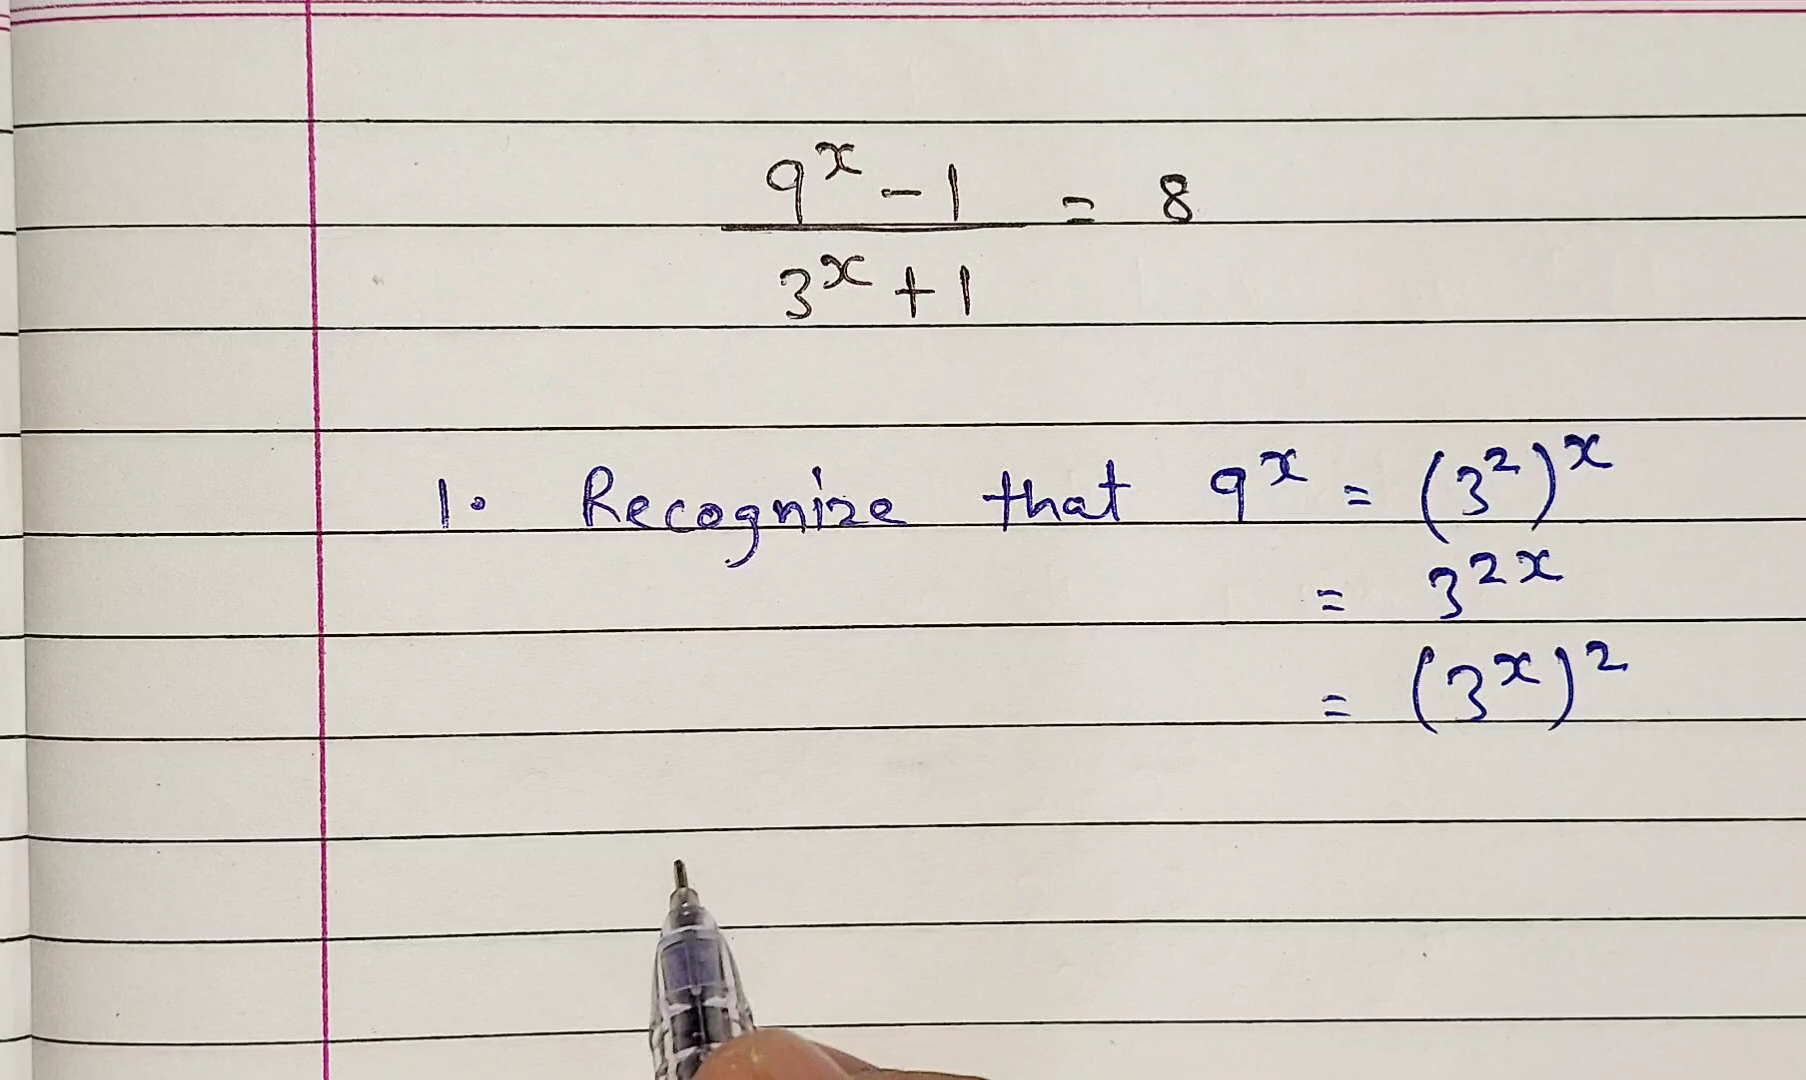 9^x - 1
3^x + 1
= 8
1. Recognize that 9^x = (3^2)^x
= 3^2x
= (3^x)^2